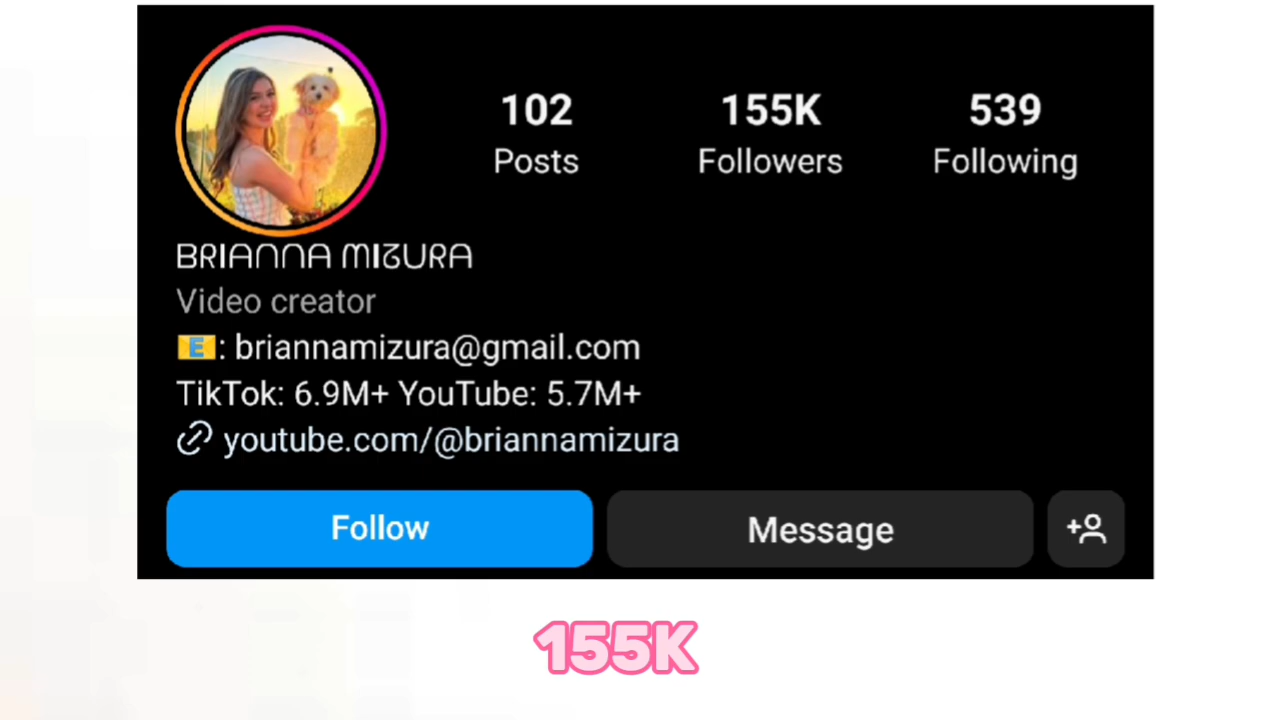 102 155K 539
Posts Followers Following
BRIANNA MIZURA
Video creator
📧: briannamizura@gmail.com
TikTok: 6.9M+ YouTube: 5.7M+
youtube.com/@briannamizura
Follow Message
155K